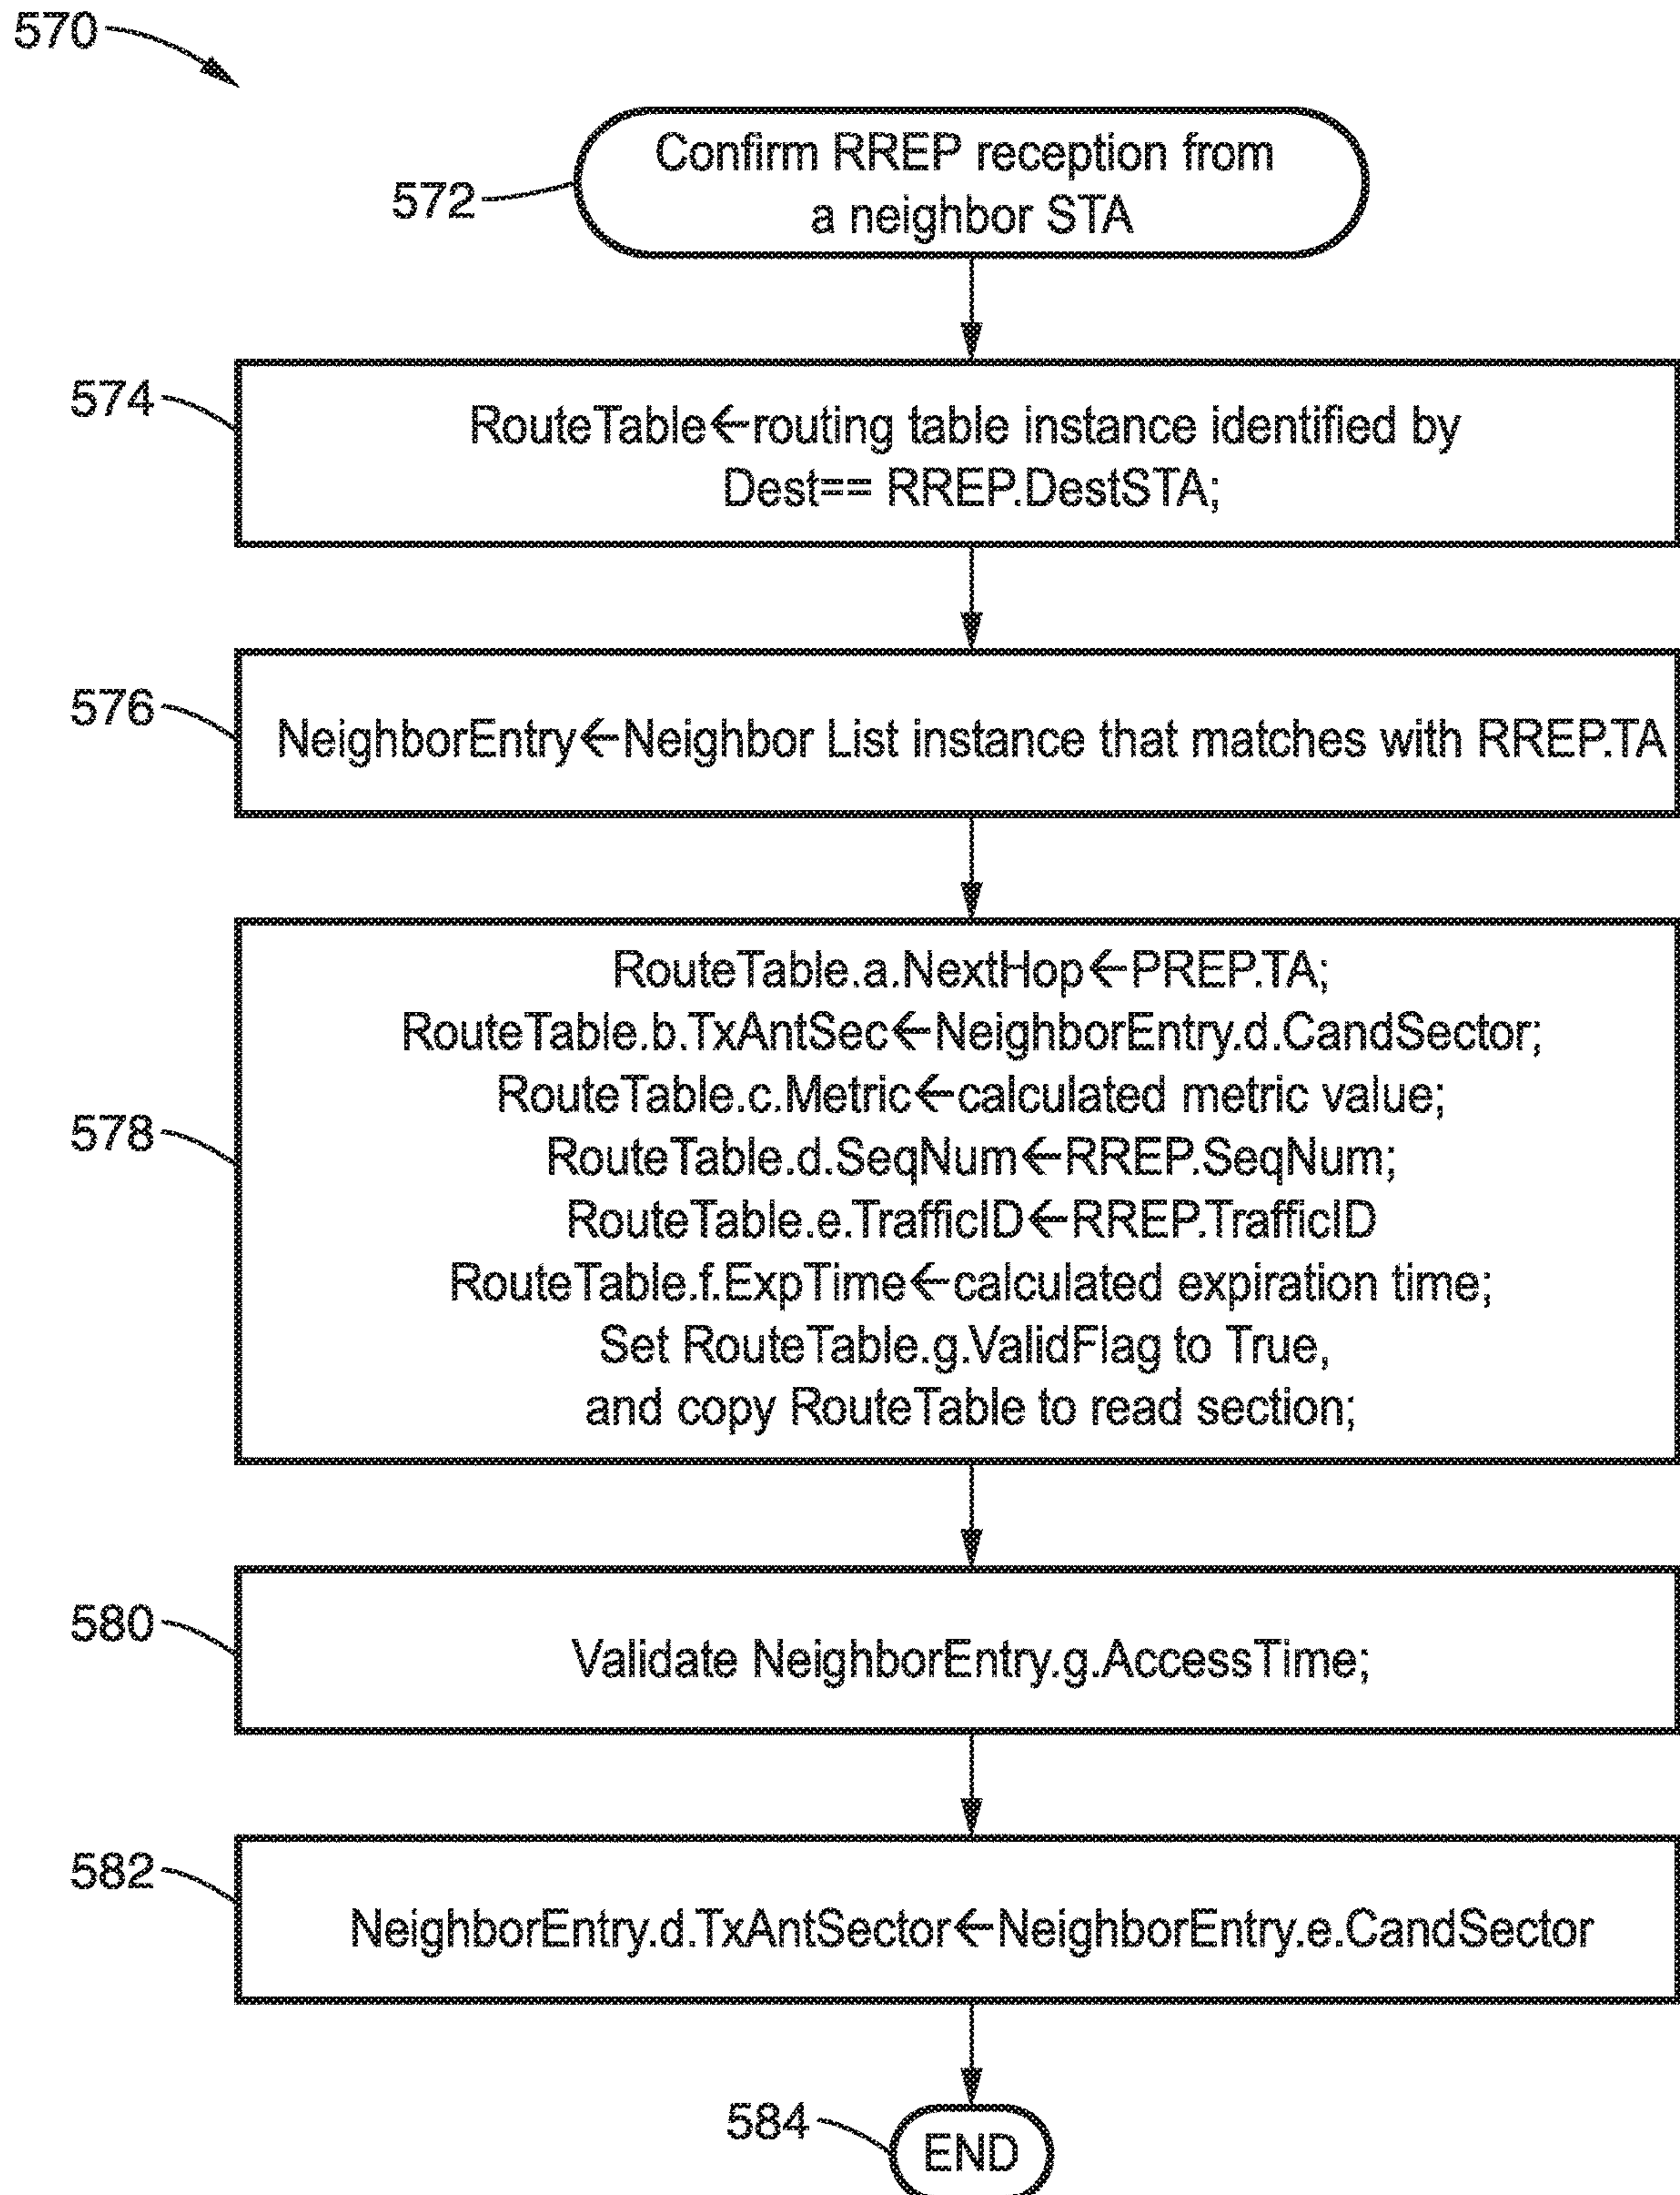 570
572
Confirm RREP reception from
a neighbor STA
574
RouteTable←routing table instance identified by
Dest== RREP.DestSTA;
576
NeighborEntry←Neighbor List instance that matches with RREP.TA
578
RouteTable.a.NextHop←PREP.TA;
RouteTable.b.TxAntSec←NeighborEntry.d.CandSector;
RouteTable.c.Metric←calculated metric value;
RouteTable.d.SeqNum←RREP.SeqNum;
RouteTable.e.TrafficID←RREP.TrafficID
RouteTable.f.ExpTime←calculated expiration time;
Set RouteTable.g.ValidFlag to True,
and copy RouteTable to read section;
580
Validate NeighborEntry.g.AccessTime;
582
NeighborEntry.d.TxAntSector←NeighborEntry.e.CandSector
584
END